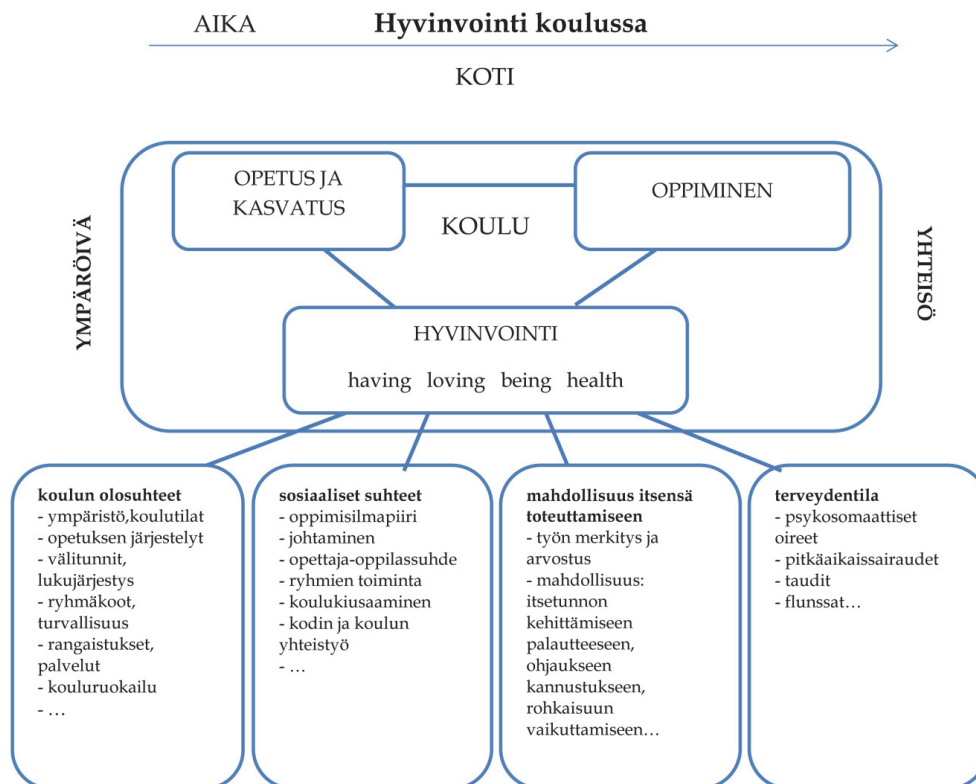 AIKA Hyvinvointi koulussa
KOTI
YMPÄRÖIVÄ
OPETUS JA
KASVATUS
KOULU
OPPIMINEN
YHTEISÖ
HYVINVOINTI
having loving being health
koulun olosuhteet
- ympäristö,koulutilat
- opetuksen järjestelyt
- välitunnit,
lukujärjestys
- ryhmäkoot,
turvallisuus
- rangaistukset,
palvelut
- kouluruokailu
- …
sosiaaliset suhteet
- oppimisilmapiiri
- johtaminen
- opettaja-oppilassuhde
- ryhmien toiminta
- koulukiusaaminen
- kodin ja koulun
yhteistyö
- …
mahdollisuus itsensä
toteuttamiseen
- työn merkitys ja
arvostus
- mahdollisuus:
itsetunnon
kehittämiseen
palautteeseen,
ohjaukseen
kannustukseen,
rohkaisuun
vaikuttamiseen…
terveydentila
- psykosomaattiset
oireet
- pitkäaikaissairaudet
- taudit
- flunssat…